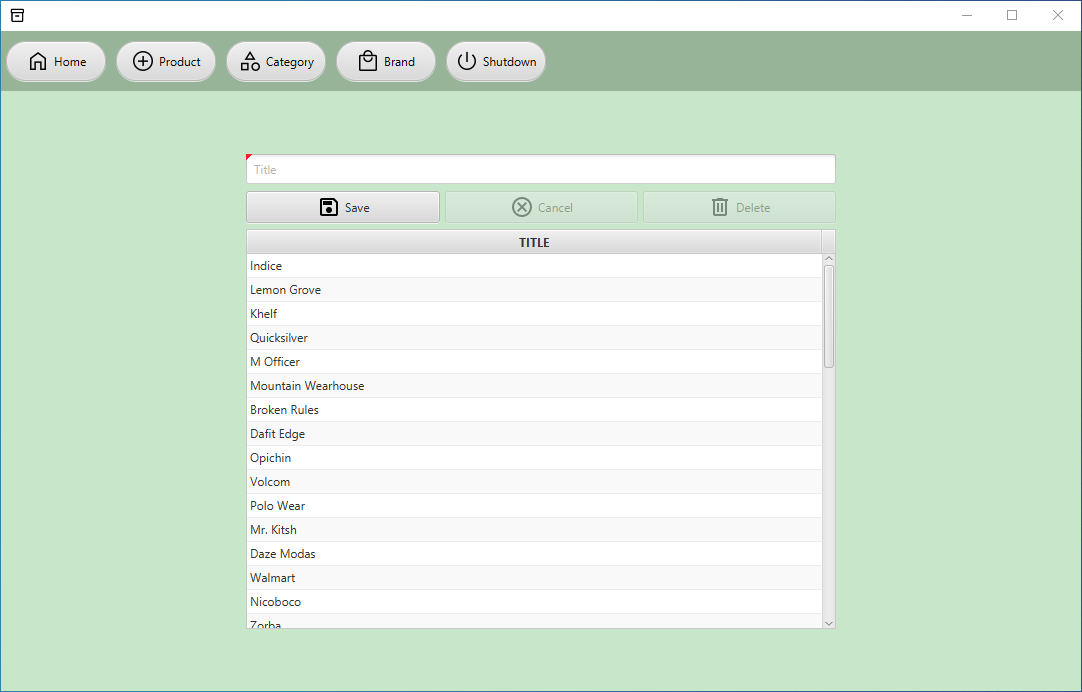 Home Product Category Brand Shutdown
Title
Save Cancel Delete
TITLE
Indice
Lemon Grove
Khelf
Quicksilver
M Officer
Mountain Wearhouse
Broken Rules
Dafit Edge
Opichin
Volcom
Polo Wear
Mr. Kitsh
Daze Modas
Walmart
Nicoboco
Zorba